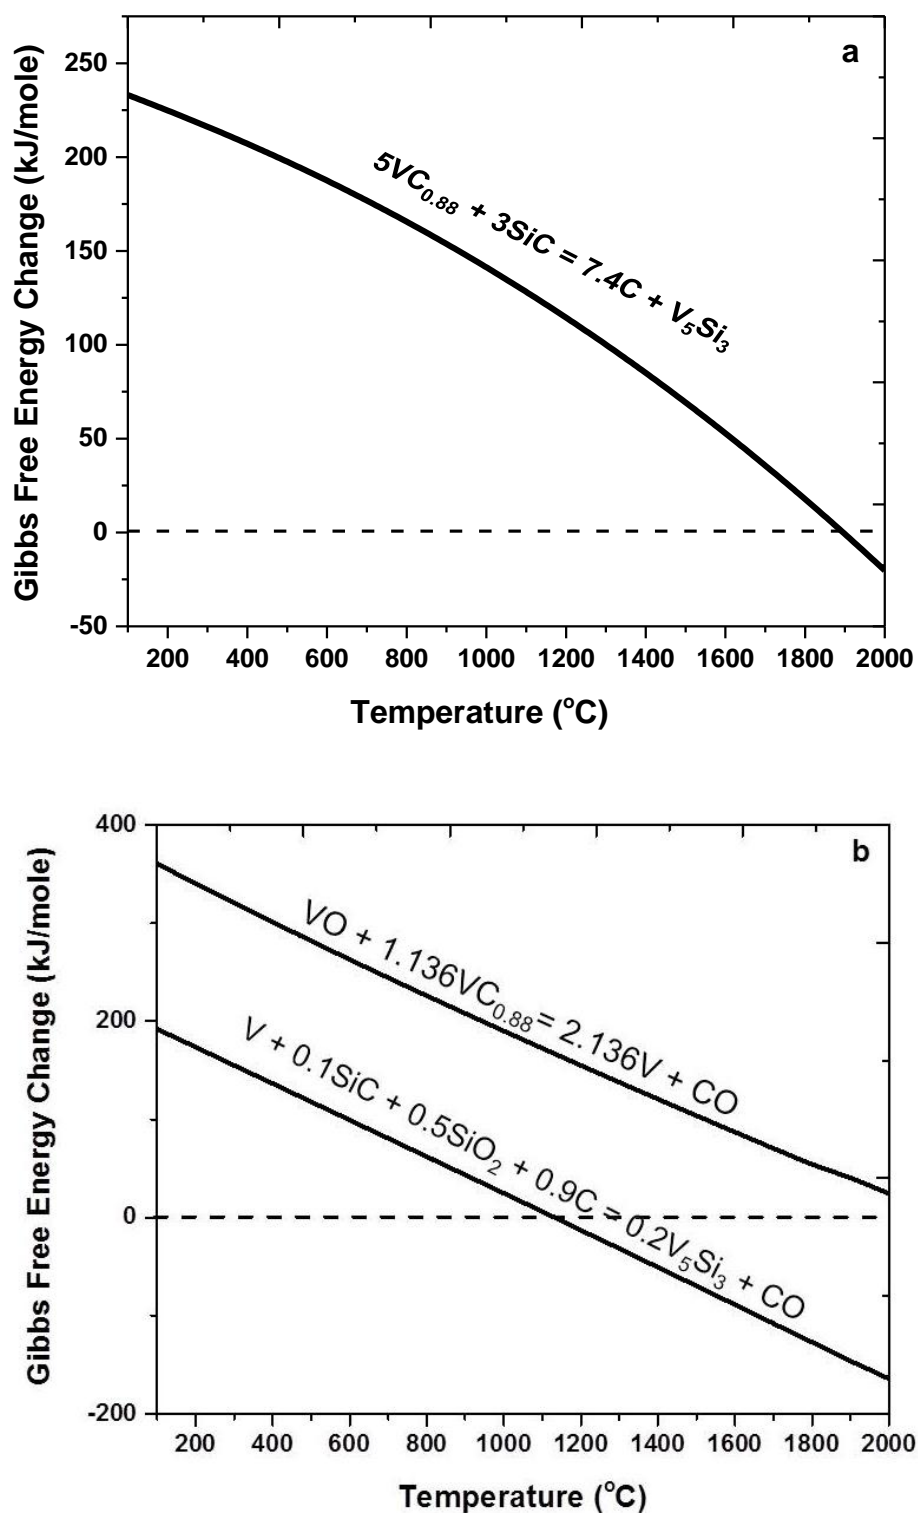 a
Gibbs Free Energy Change (kJ/mole)
250
200
150
100
50
0
-50
5VC₀.₈₈ + 3SiC = 7.4C + V₅Si₃
200 400 600 800 1000 1200 1400 1600 1800 2000
Temperature (°C)
b
Gibbs Free Energy Change (kJ/mole)
400
200
0
-200
VO + 1.136VC₀.₈₈ = 2.136V + CO
V + 0.1SiC + 0.5SiO₂ + 0.9C = 0.2V₅Si₃ + CO
200 400 600 800 1000 1200 1400 1600 1800 2000
Temperature (°C)